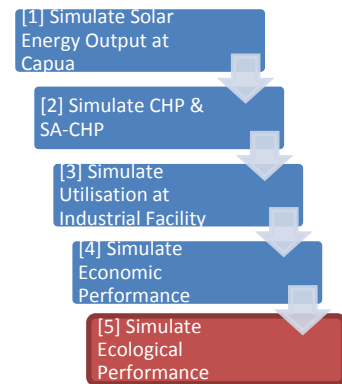 [1] Simulate Solar
Energy Output at
Capua
[2] Simulate CHP &
SA-CHP
[3] Simulate
Utilisation at
Industrial Facility
[4] Simulate
Economic
Performance
[5] Simulate
Ecological
Performance